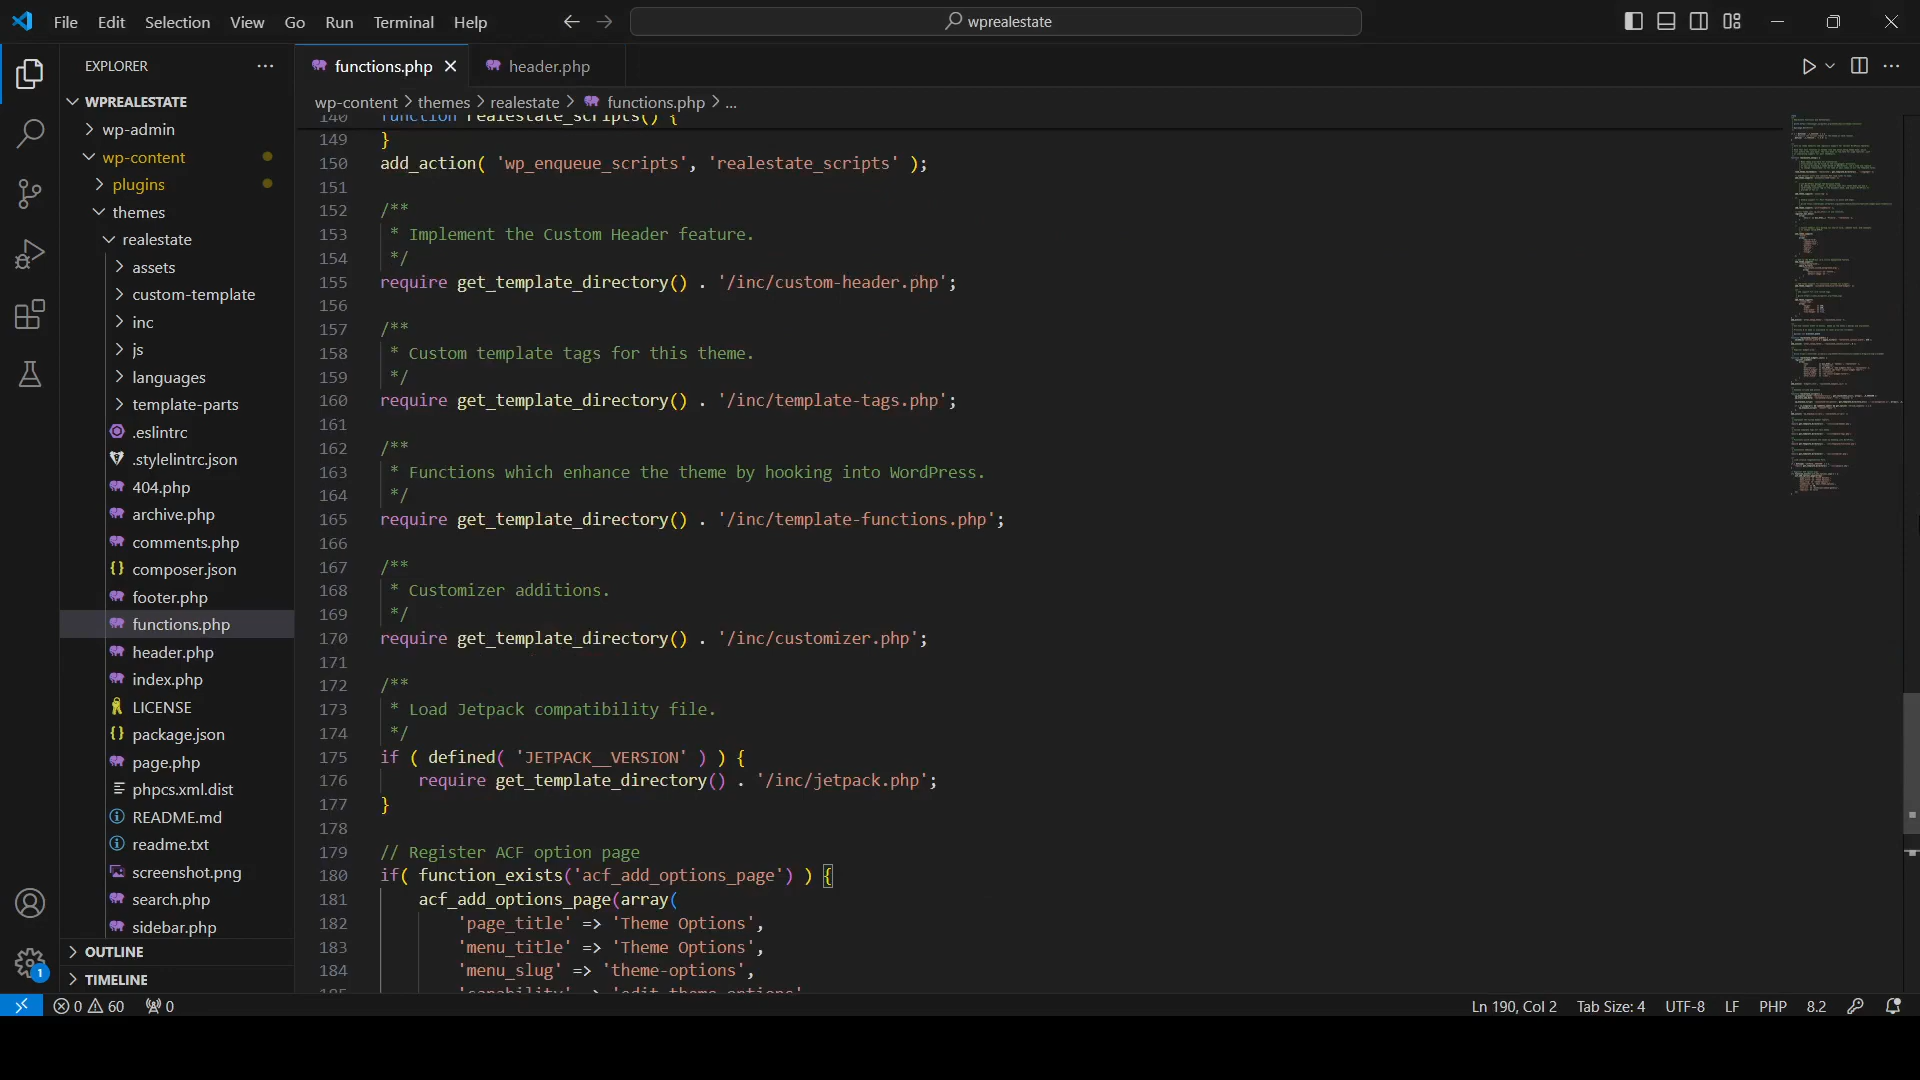 File Edit Selection View Go Run Terminal Help
wprealestate
EXPLORER
functions.php
header.php
wp-content > themes > realestate > functions.php > ...
WPREALESTATE
wp-admin
wp-content
plugins
themes
realestate
assets
custom-template
inc
js
languages
template-parts
.eslintrc
.stylelintrc.json
404.php
archive.php
comments.php
composer.json
footer.php
functions.php
header.php
index.php
LICENSE
package.json
page.php
phpcs.xml.dist
README.md
readme.txt
screenshot.png
search.php
sidebar.php
OUTLINE
TIMELINE
140 function realestate_scripts() {
149 }
150 add_action( 'wp_enqueue_scripts', 'realestate_scripts' );
151
152 /**
153 * Implement the Custom Header feature.
154 */
155 require get_template_directory() . '/inc/custom-header.php';
156
157 /**
158 * Custom template tags for this theme.
159 */
160 require get_template_directory() . '/inc/template-tags.php';
161
162 /**
163 * Functions which enhance the theme by hooking into WordPress.
164 */
165 require get_template_directory() . '/inc/template-functions.php';
166
167 /**
168 * Customizer additions.
169 */
170 require get_template_directory() . '/inc/customizer.php';
171
172 /**
173 * Load Jetpack compatibility file.
174 */
175 if ( defined( 'JETPACK__VERSION' ) ) {
176 require get_template_directory() . '/inc/jetpack.php';
177 }
178
179 // Register ACF option page
180 if( function_exists('acf_add_options_page') ) {
181 acf_add_options_page(array(
182 'page_title' => 'Theme Options',
183 'menu_title' => 'Theme Options',
184 'menu_slug' => 'theme-options',
185 'capability' => 'edit_theme_options'
1
0 60 0
Ln 190, Col 2 Tab Size: 4 UTF-8 LF PHP 8.2